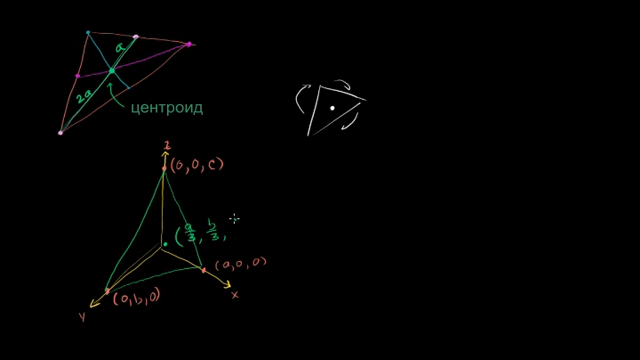 a
2a
центроид
z
(0, 0, c)
(a/3, b/3,
(a, 0, 0)
(0, b, 0)
x
y